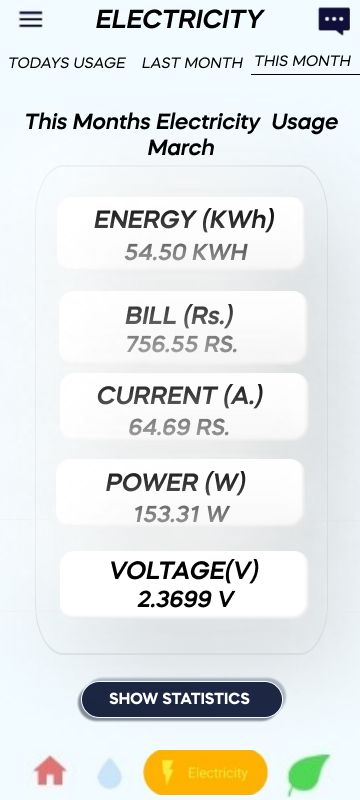 ELECTRICITY
TODAYS USAGE LAST MONTH THIS MONTH
This Months Electricity Usage
March
ENERGY (KWh)
54.50 KWH
BILL (Rs.)
756.55 RS.
CURRENT (A.)
64.69 RS.
POWER (W)
153.31 W
VOLTAGE(V)
2.3699 V
SHOW STATISTICS
Electricity